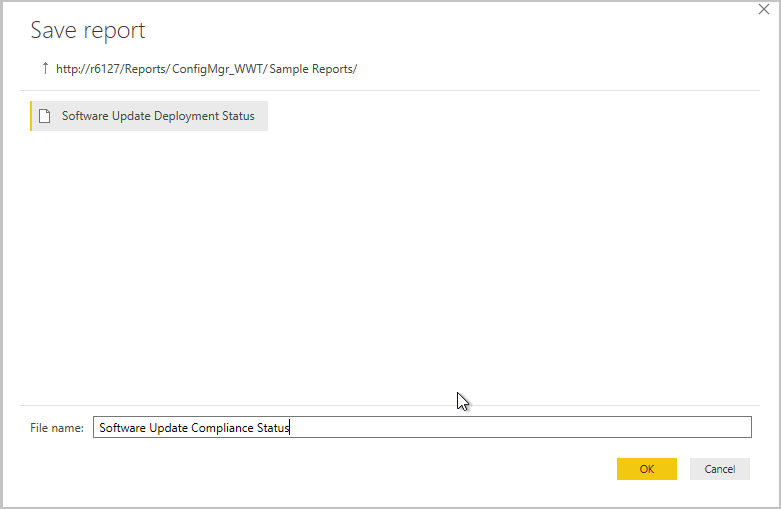 Save report
http://r6127/Reports/ConfigMgr_WWT/Sample Reports/
Software Update Deployment Status
File name: Software Update Compliance Status
OK Cancel